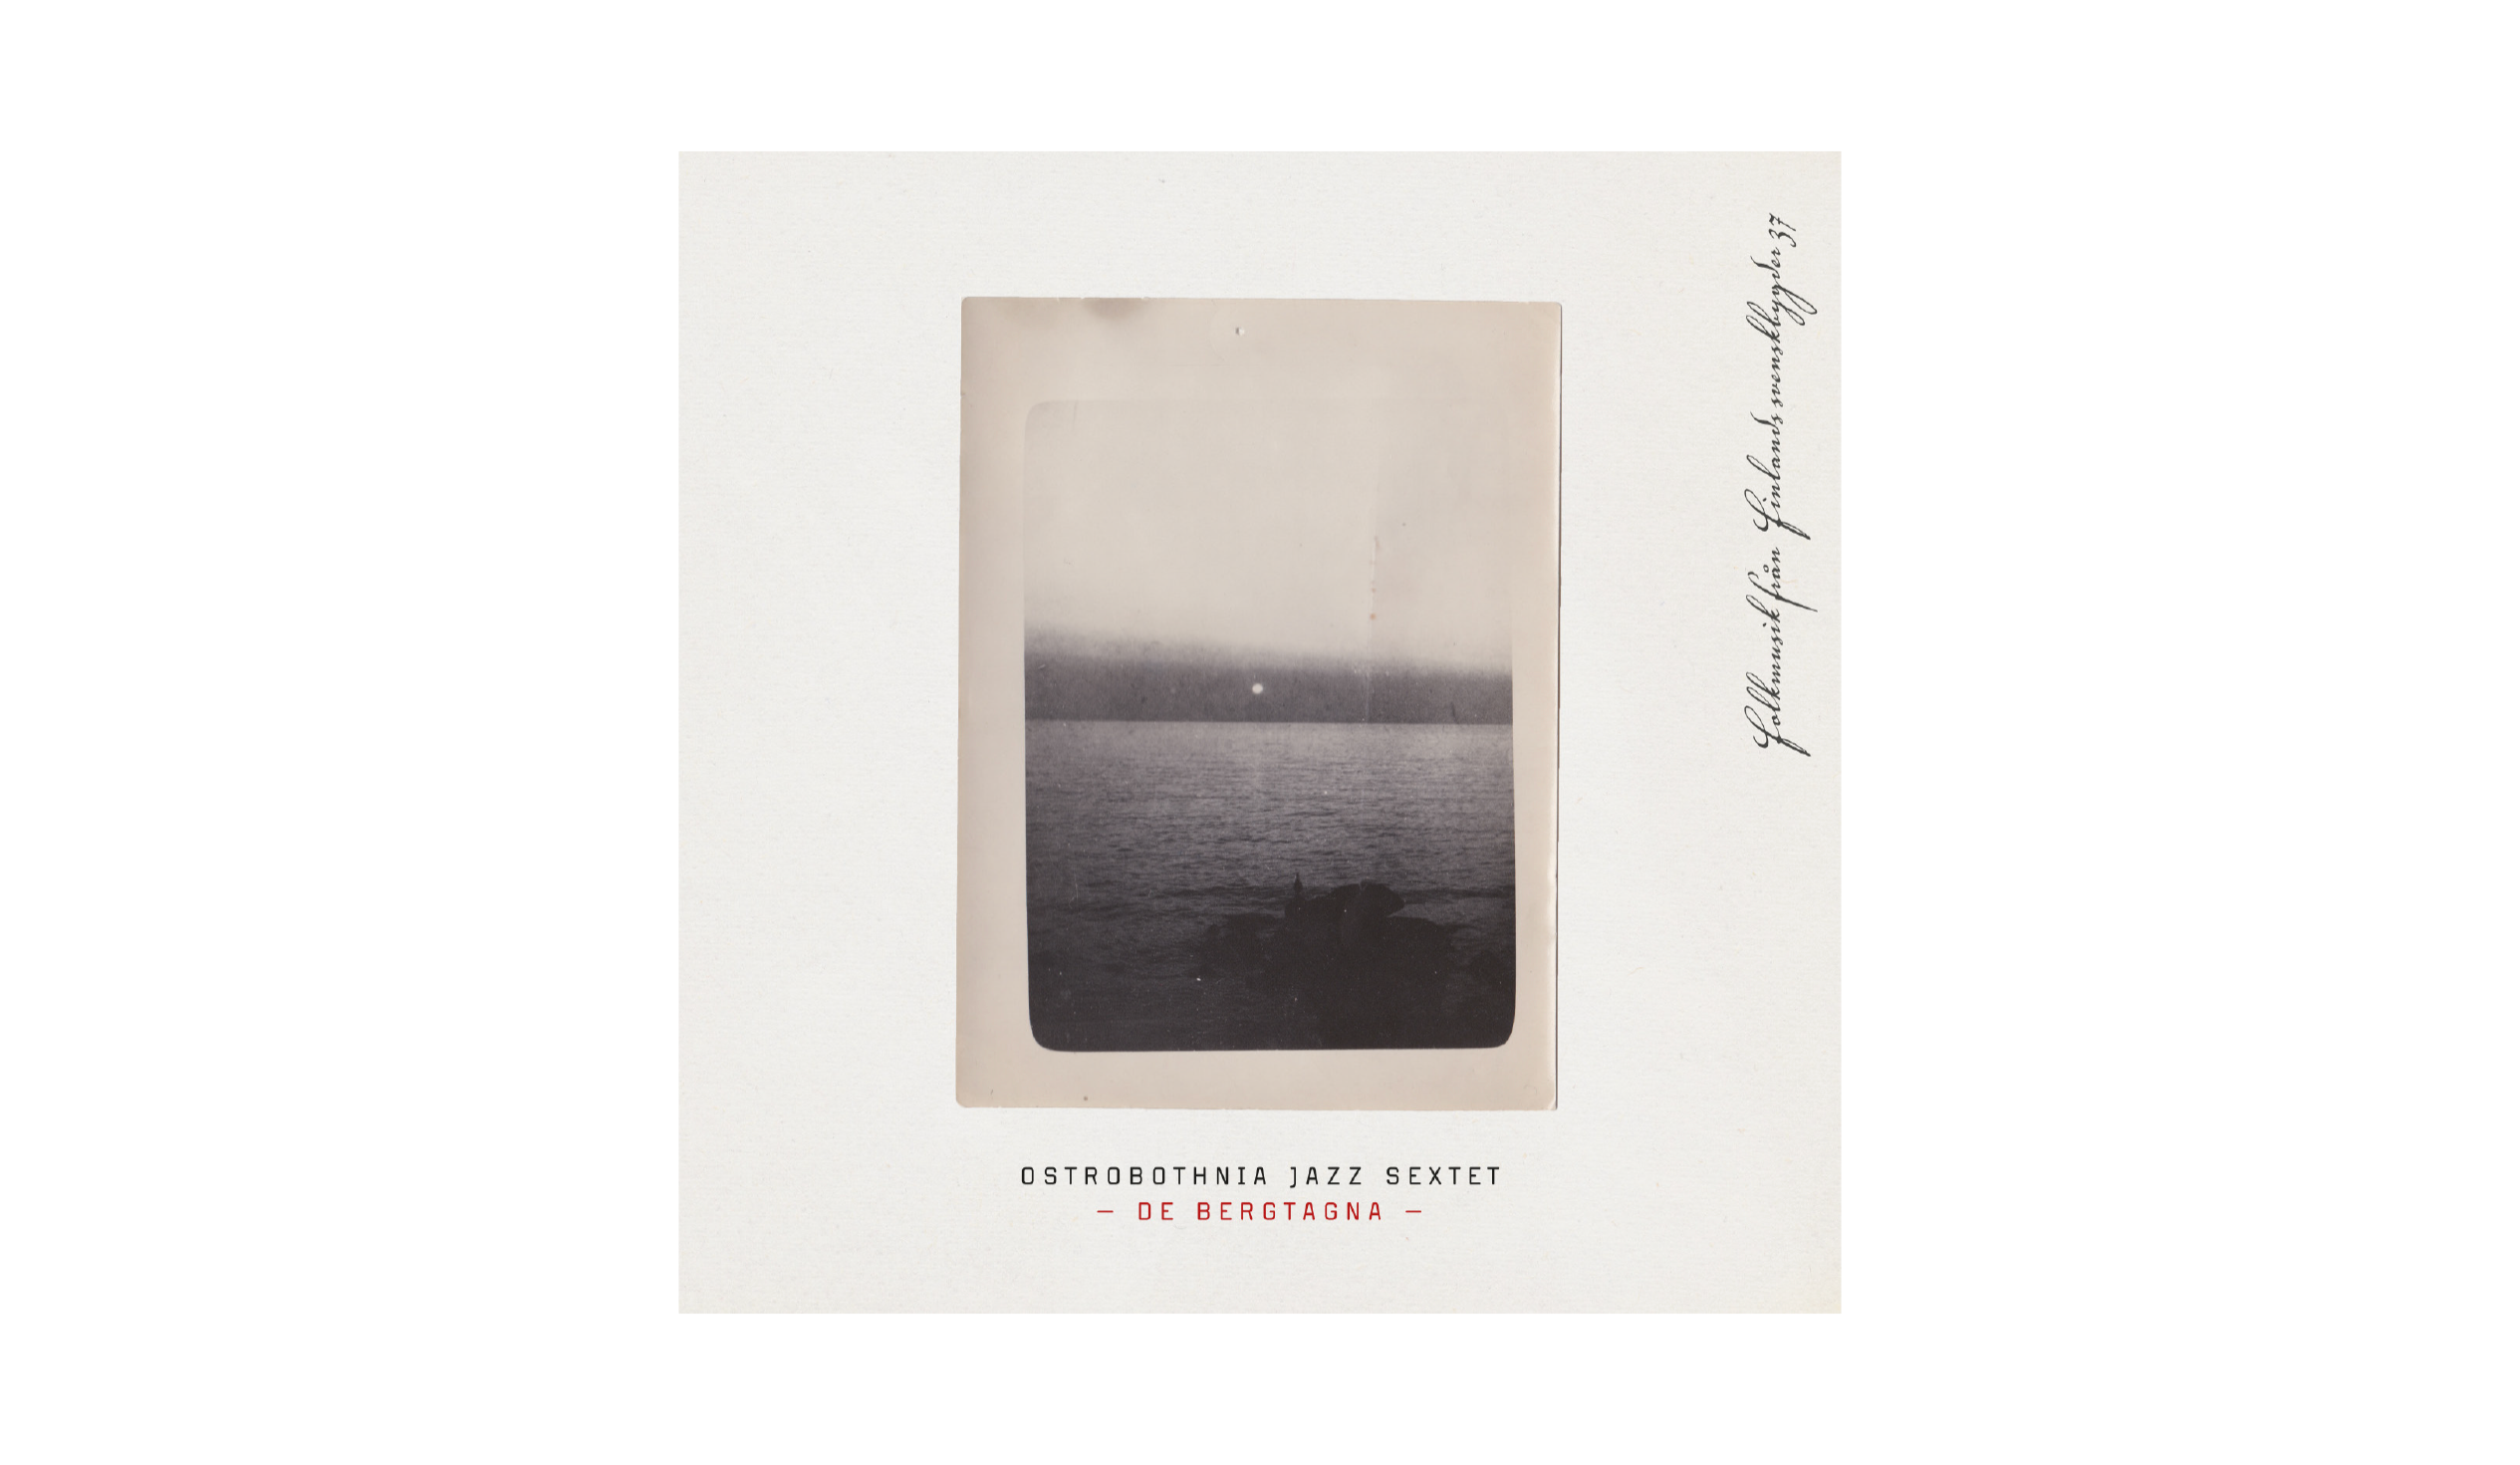 Folkmusik från Finlands svenskbygder 37
OSTROBOTHNIA JAZZ SEXTET
— DE BERGTAGNA —